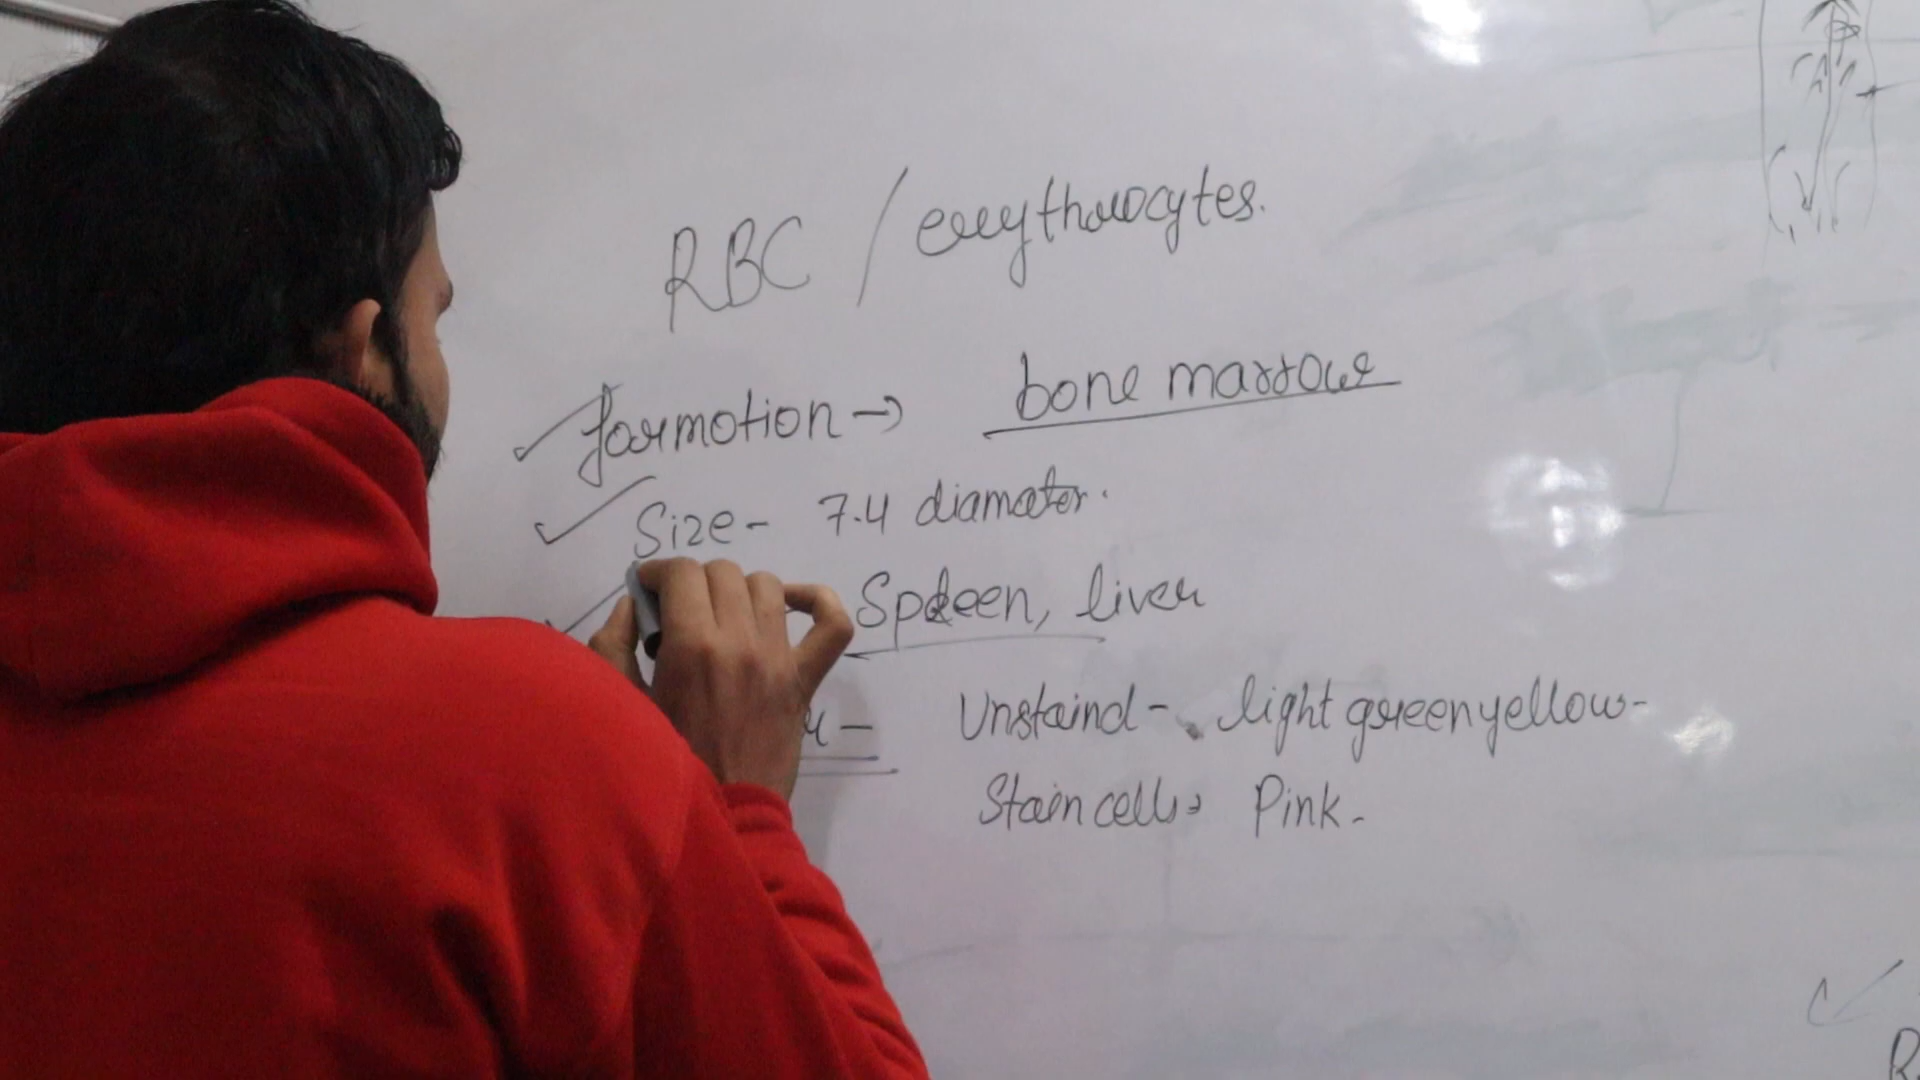 RBC / erythrocytes.
formotion → bone marrow
Size - 7.4 diamater.
Spleen, liver
Unstaind - light greenyellow -
Stain cells Pink -